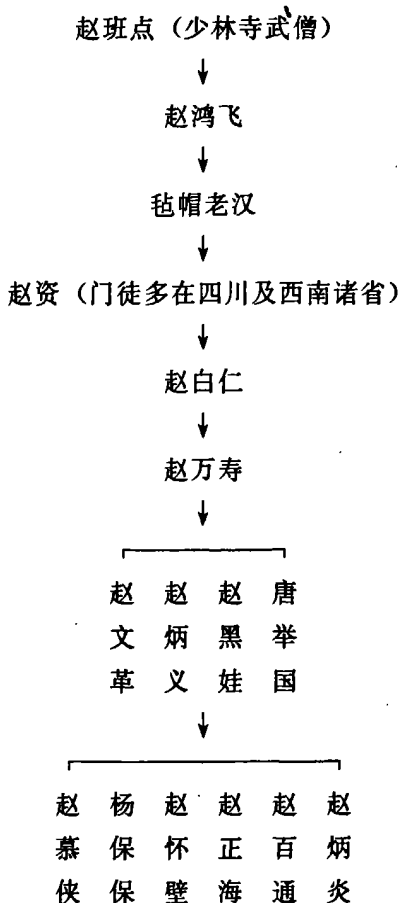 赵班点（少林寺武僧）
↓
赵鸿飞
↓
毡帽老汉
↓
赵资（门徒多在四川及西南诸省）
↓
赵白仁
↓
赵万寿
↓
赵文革
赵炳义
赵黑娃
唐举国
↓
赵慕侠
杨保保
赵怀璧
赵正海
赵百通
赵炳炎